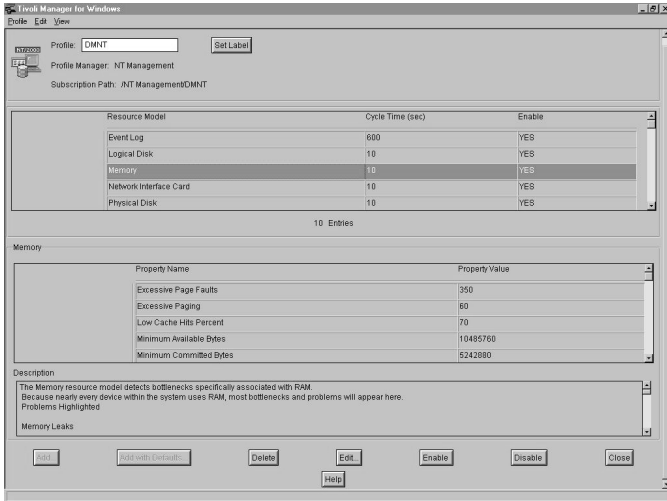 Tivoli Manager for Windows
Profile Edit View
Profile: DMNT Set Label
Profile Manager: NT Management
Subscription Path: /NT Management/DMNT
Resource Model Cycle Time (sec) Enable
Event Log 600 YES
Logical Disk 10 YES
Memory 10 YES
Network Interface Card 10 YES
Physical Disk 10 YES
10 Entries
Memory
Property Name Property Value
Excessive Page Faults 350
Excessive Paging 60
Low Cache Hits Percent 70
Minimum Available Bytes 10485760
Minimum Committed Bytes 5242880
Description
The Memory resource model detects bottlenecks specifically associated with RAM.
Because nearly every device within the system uses RAM, most bottlenecks and problems will appear here.
Problems Highlighted
Memory Leaks
Add... Add with Defaults... Delete Edit... Enable Disable Close
Help